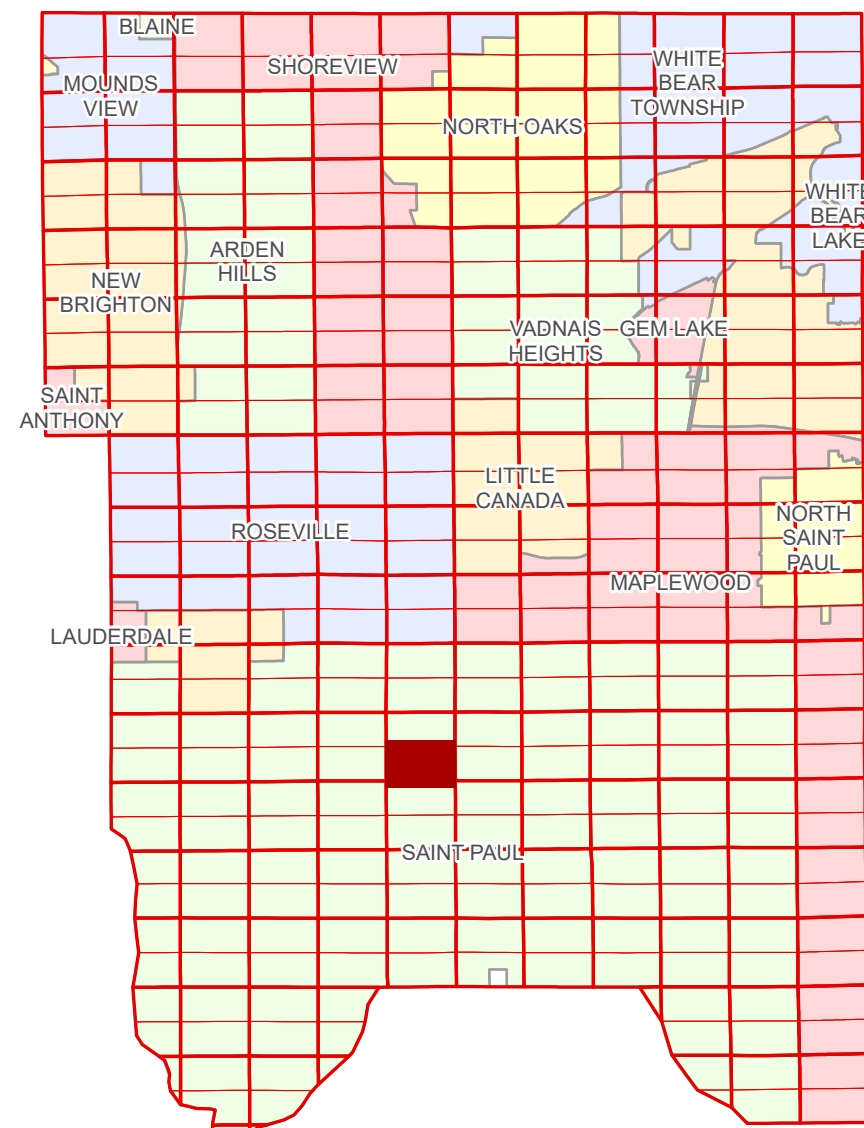 BLAINE
SHOREVIEW
MOUNDS
VIEW
WHITE
BEAR
TOWNSHIP
NORTH OAKS
WHITE
BEAR
LAKE
ARDEN
HILLS
NEW
BRIGHTON
VADNAIS
HEIGHTS
GEM LAKE
SAINT
ANTHONY
LITTLE
CANADA
ROSEVILLE
NORTH
SAINT
PAUL
MAPLEWOOD
LAUDERDALE
SAINT PAUL